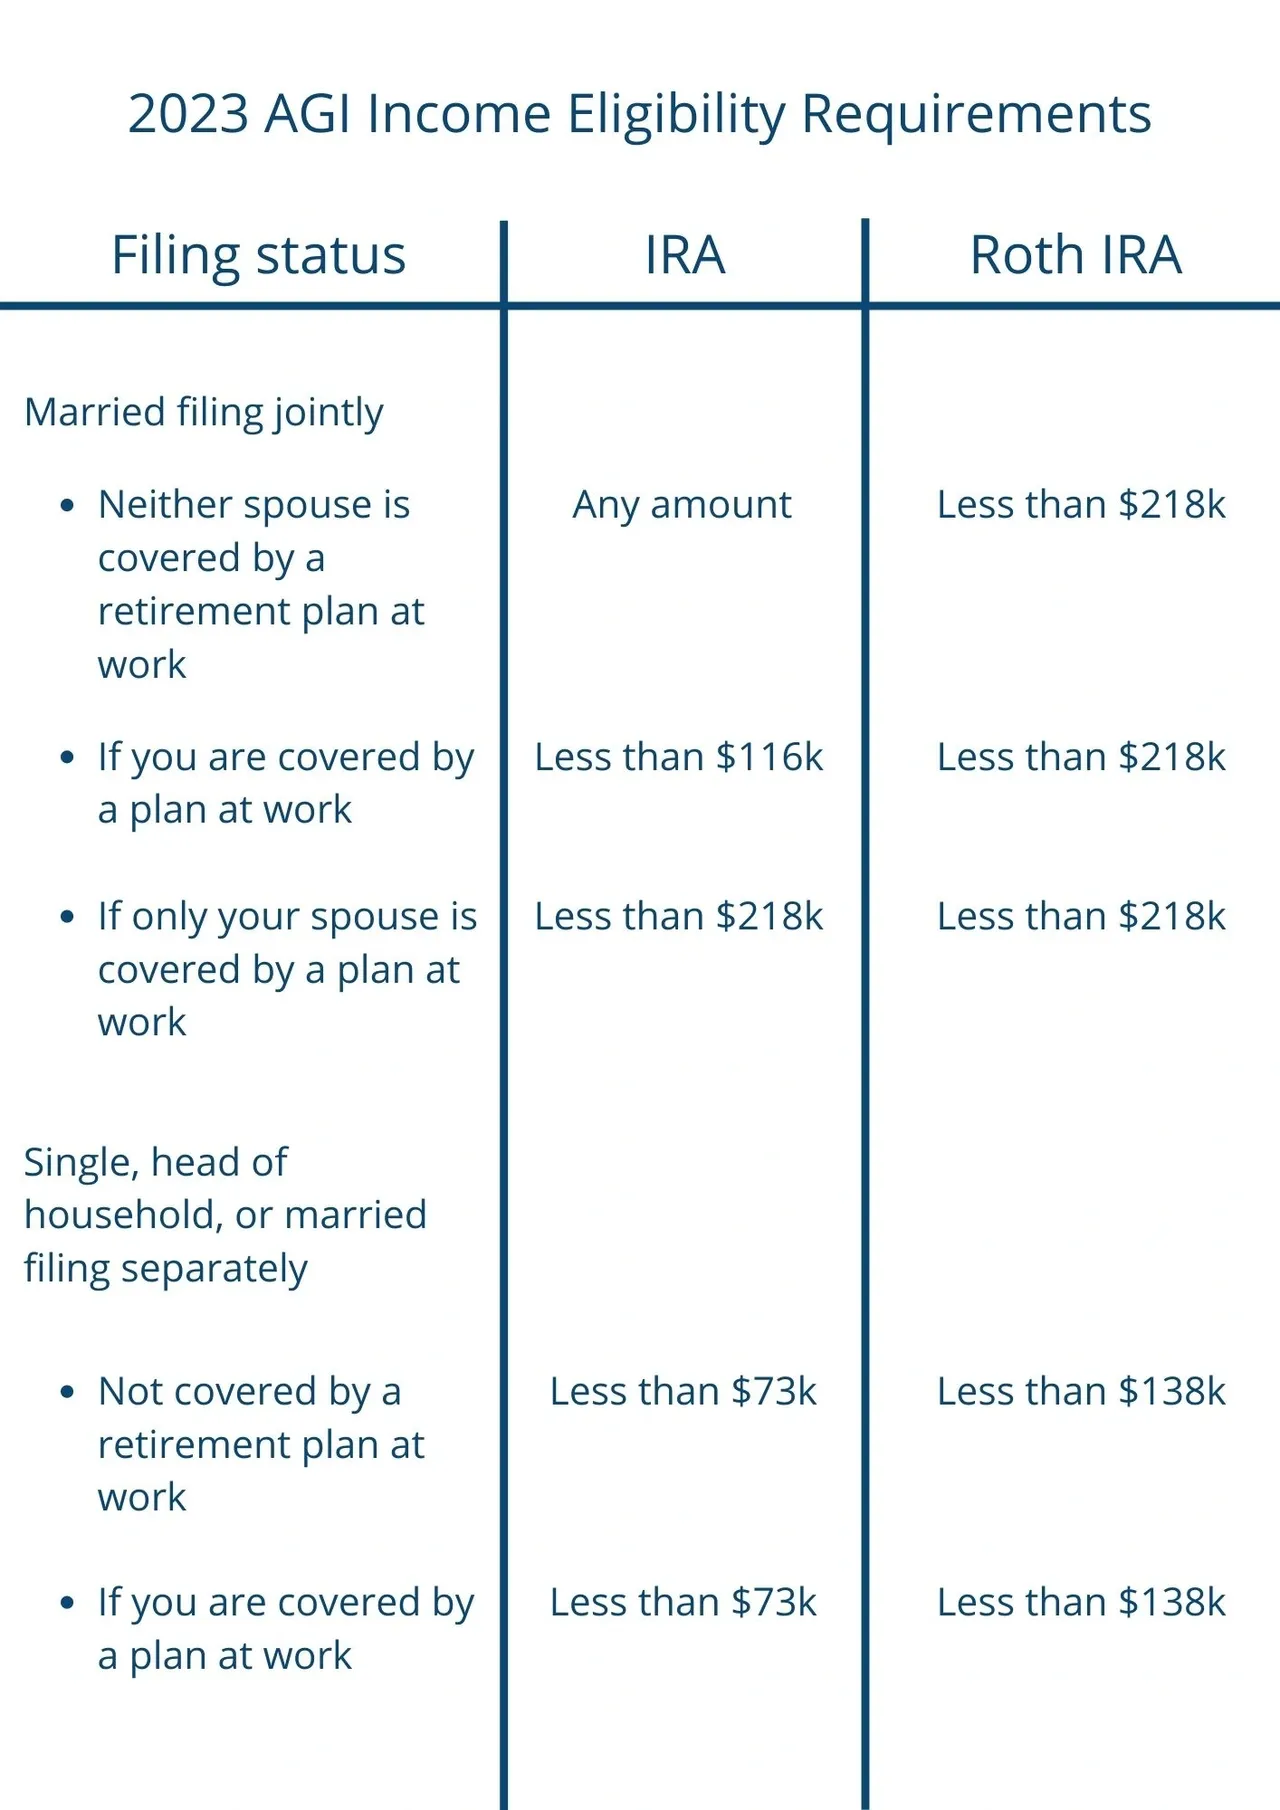 2023 AGI Income Eligibility Requirements
Filing status IRA Roth IRA
Married filing jointly
• Neither spouse is Any amount Less than $218k
covered by a
retirement plan at
work
• If you are covered by Less than $116k Less than $218k
a plan at work
• If only your spouse is Less than $218k Less than $218k
covered by a plan at
work
Single, head of
household, or married
filing separately
• Not covered by a Less than $73k Less than $138k
retirement plan at
work
• If you are covered by Less than $73k Less than $138k
a plan at work